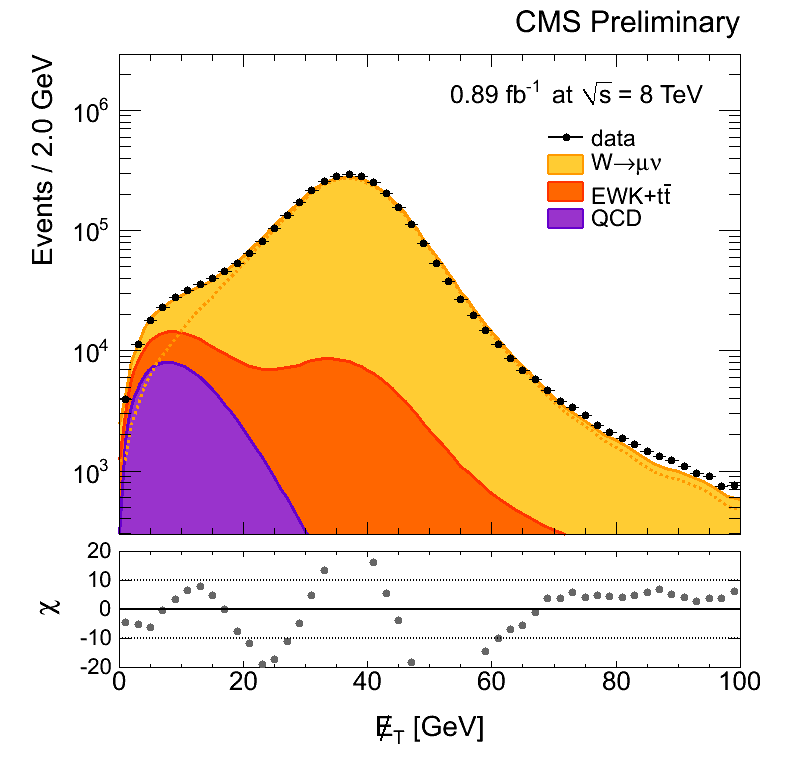 CMS Preliminary
Events / 2.0 GeV
0.89 fb⁻¹ at √s = 8 TeV
data
W→μν
EWK+tt̄
QCD
10⁶
10⁵
10⁴
10³
χ
20
10
0
-10
-20
0 20 40 60 80 100
E̸_T [GeV]